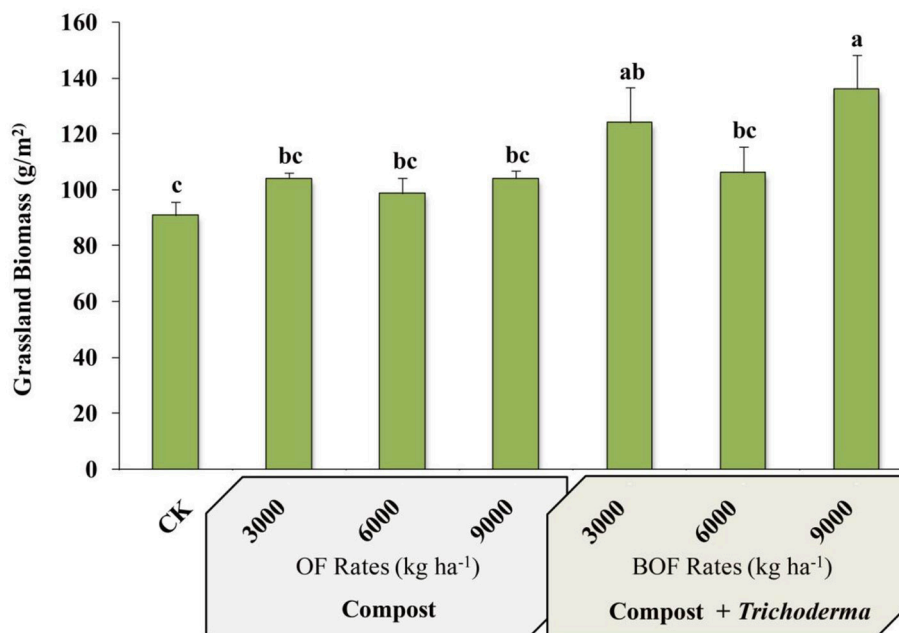 Grassland Biomass (g/m²)
160
140
120
100
80
60
40
20
0
c
bc
bc
bc
ab
bc
a
CK
3000
6000
9000
3000
6000
9000
OF Rates (kg ha⁻¹)
BOF Rates (kg ha⁻¹)
Compost
Compost + Trichoderma